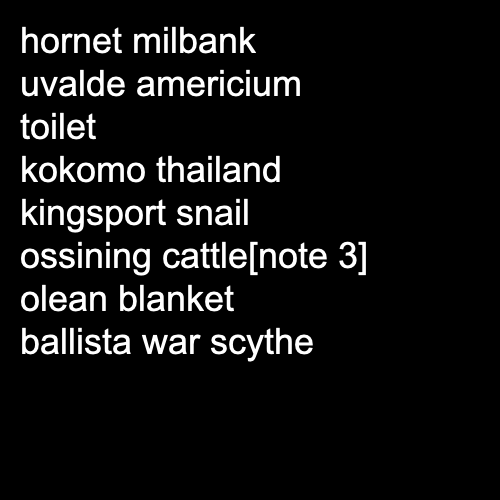 hornet milbank
uvalde americium
toilet
kokomo thailand
kingsport snail
ossining cattle[note 3]
olean blanket
ballista war scythe